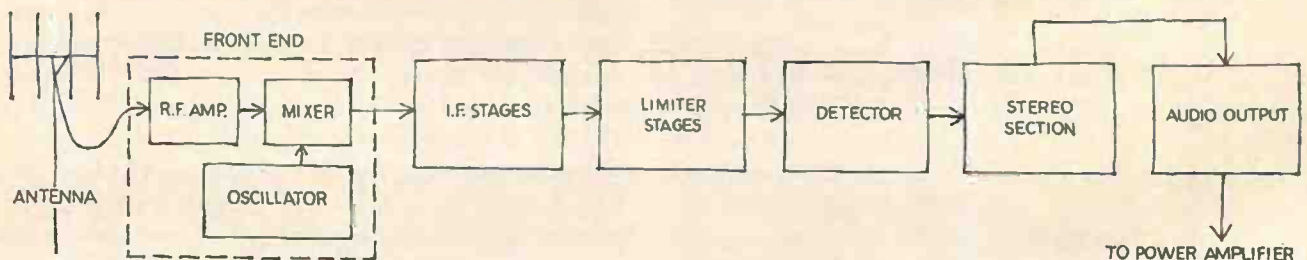 FRONT END
R.F. AMP.
MIXER
I.F. STAGES
LIMITER
STAGES
DETECTOR
STEREO
SECTION
AUDIO OUTPUT
ANTENNA
OSCILLATOR
TO POWER AMPLIFIER